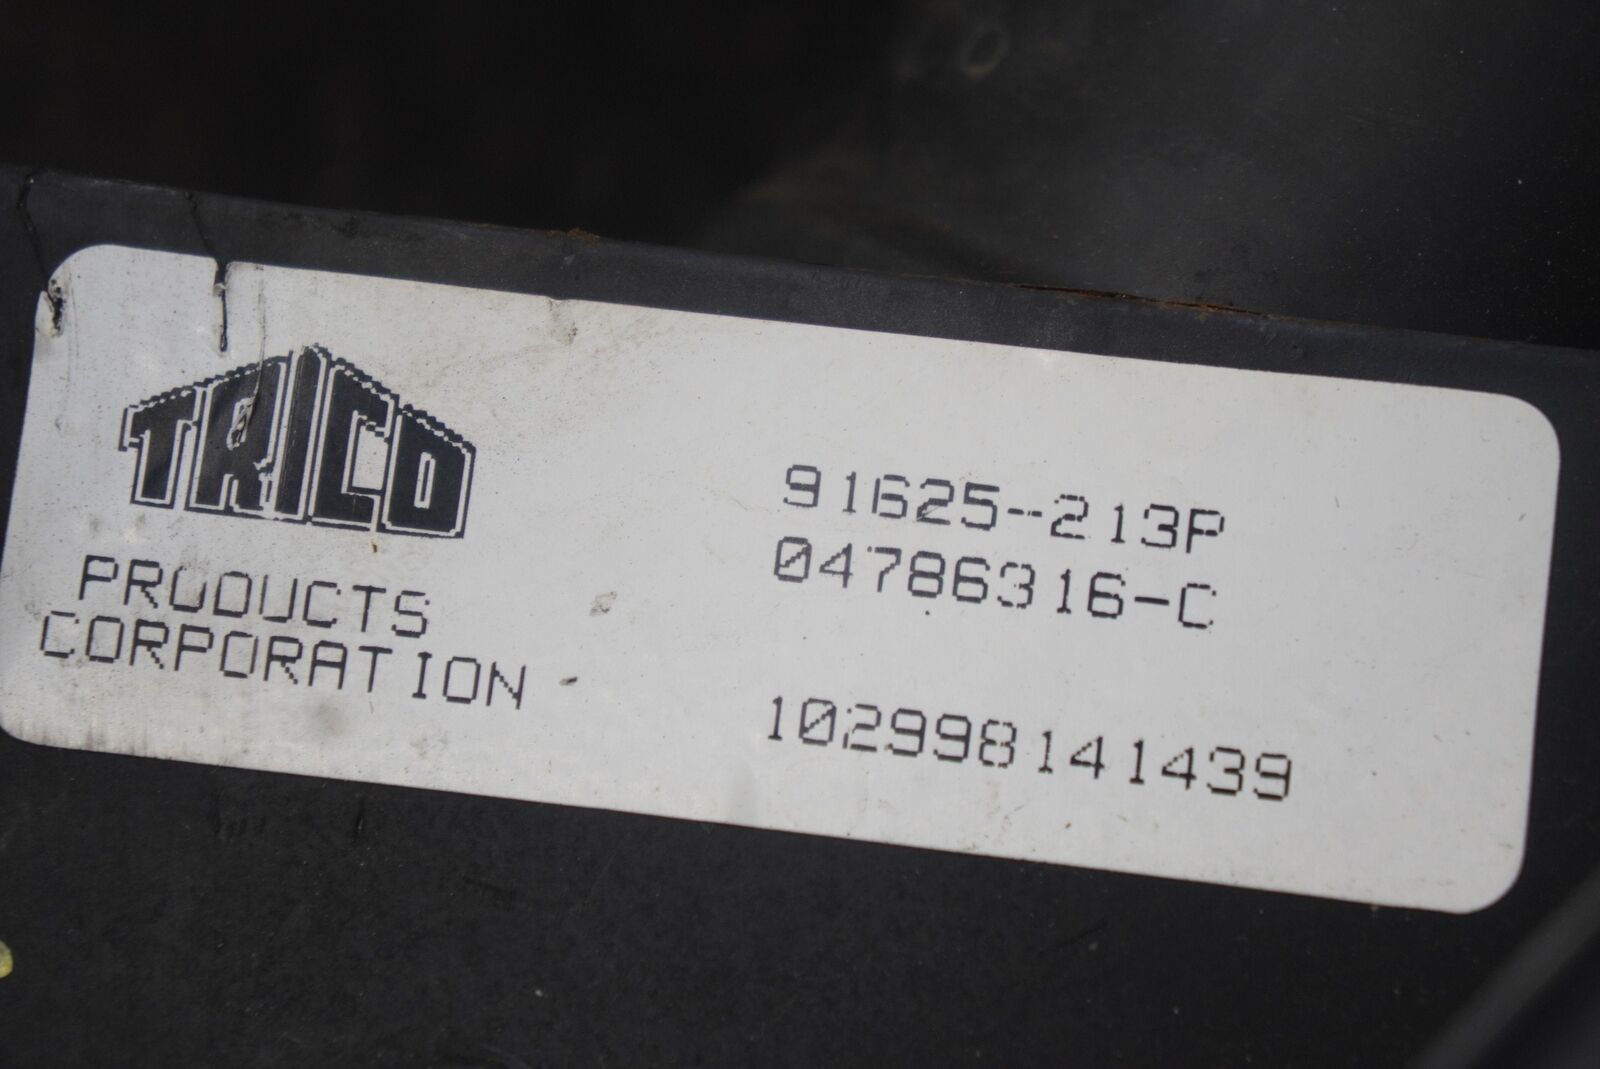 TRICO
PRODUCTS
CORPORATION
91625-213P
04786316-C
102998141439